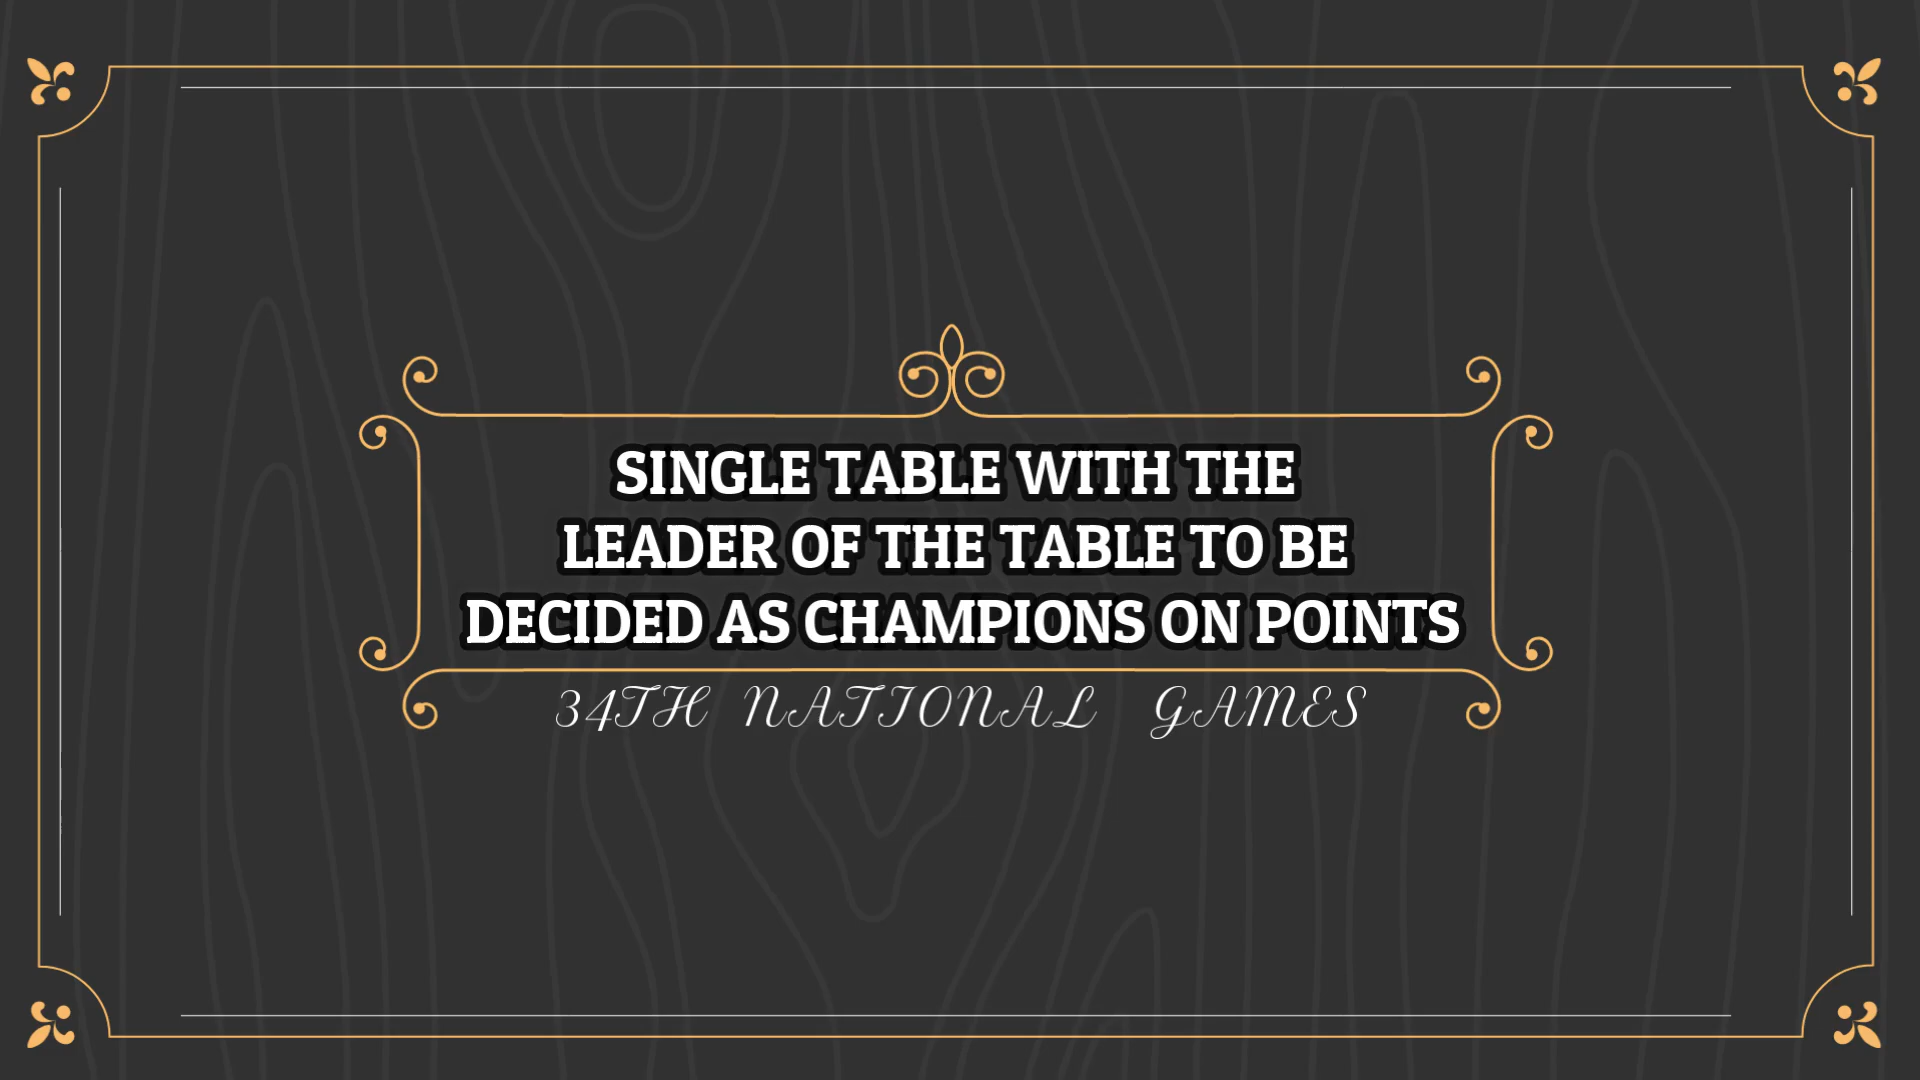 SINGLE TABLE WITH THE
LEADER OF THE TABLE TO BE
DECIDED AS CHAMPIONS ON POINTS
34TH NATIONAL GAMES